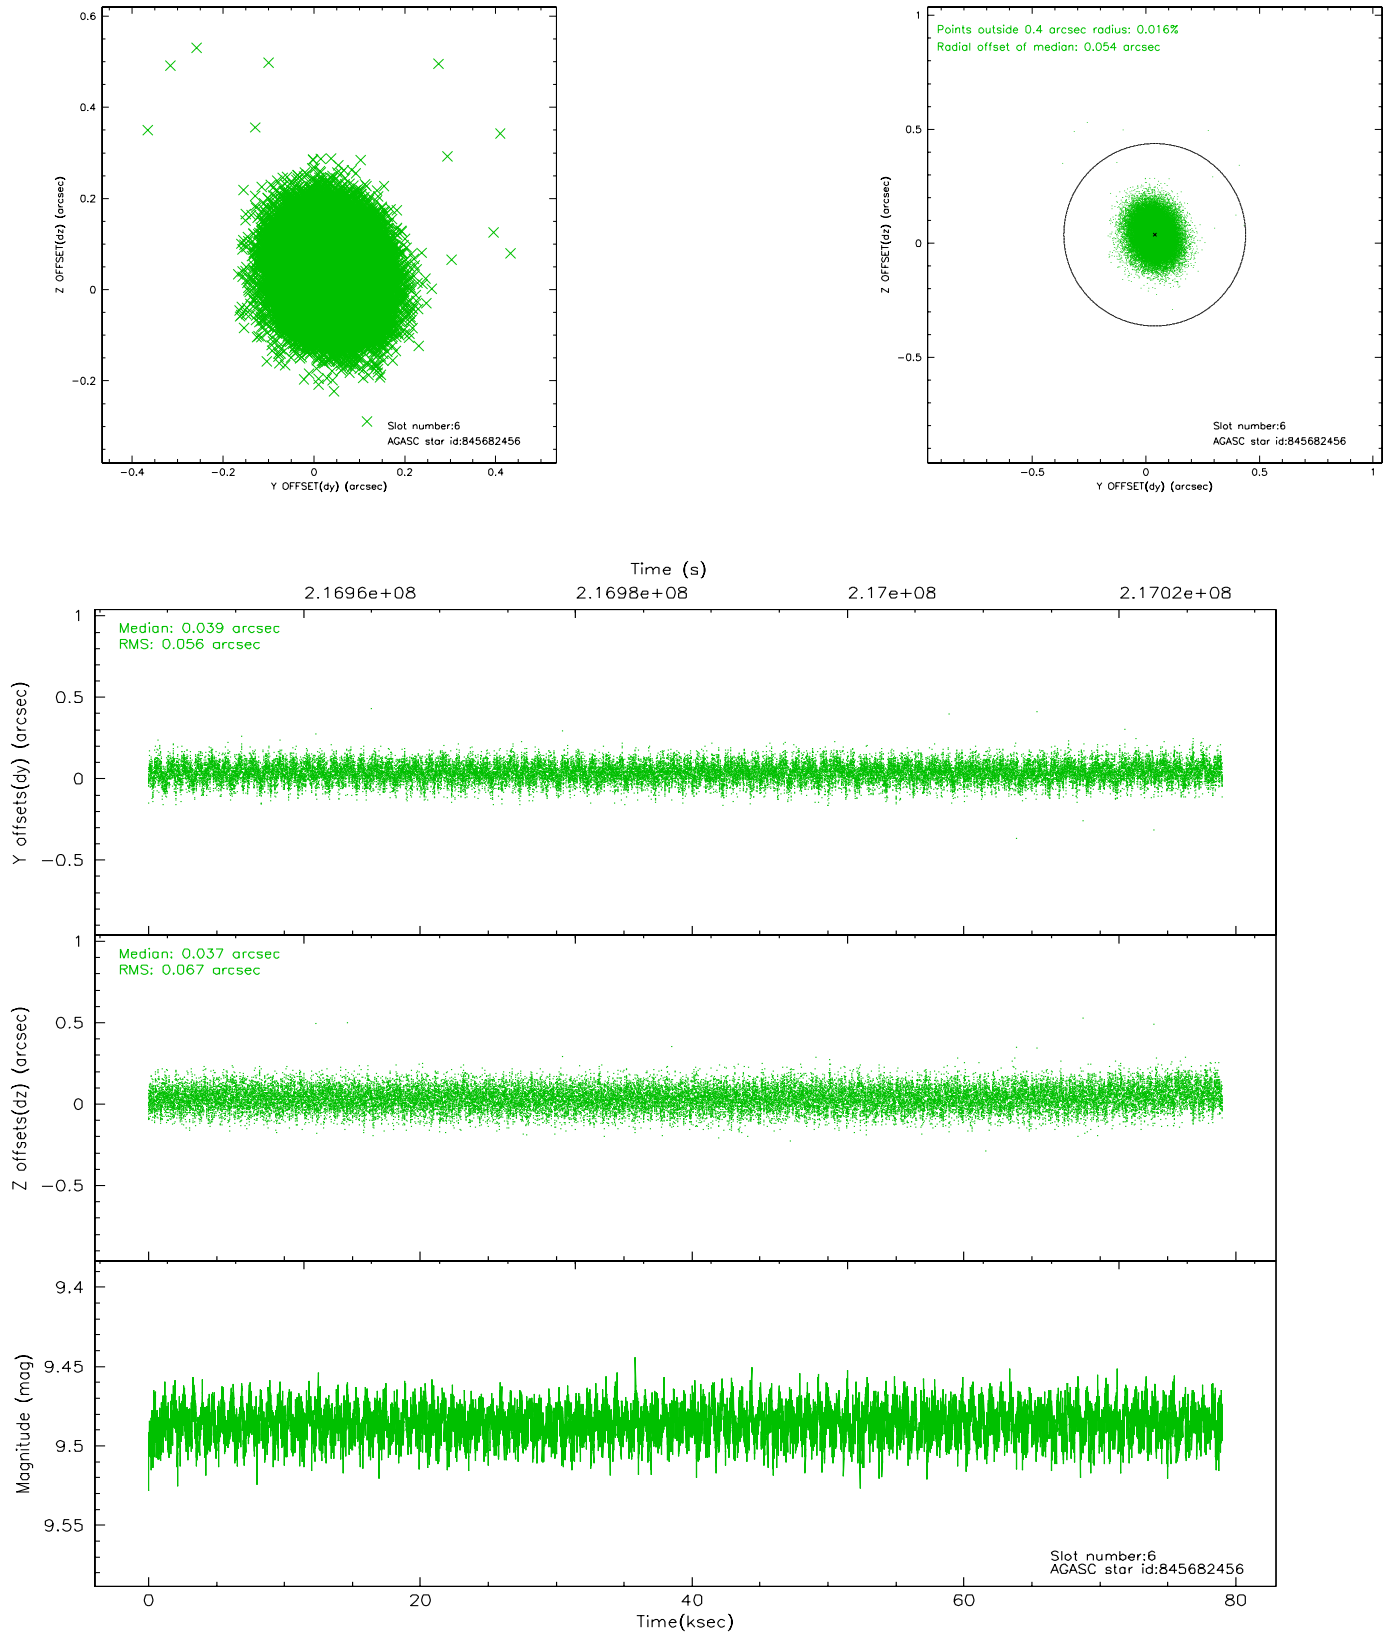 0.6
0.4
0.2
0
−0.2
Z OFFSET(dz) (arcsec)
−0.4
−0.2
0
0.2
0.4
Y OFFSET(dy) (arcsec)
Slot number:6
AGASC star id:845682456
Points outside 0.4 arcsec radius: 0.016%
Radial offset of median: 0.054 arcsec
1
0.5
0
−0.5
Z OFFSET(dz) (arcsec)
−0.5
0
0.5
1
Y OFFSET(dy) (arcsec)
Slot number:6
AGASC star id:845682456
Time (s)
2.1696e+08
2.1698e+08
2.17e+08
2.1702e+08
Median: 0.039 arcsec
RMS: 0.056 arcsec
1
0.5
0
−0.5
Y offsets(dy) (arcsec)
Median: 0.037 arcsec
RMS: 0.067 arcsec
1
0.5
0
−0.5
Z offsets(dz) (arcsec)
9.4
9.45
9.5
9.55
Magnitude (mag)
Slot number:6
AGASC star id:845682456
0
20
40
60
80
Time(ksec)